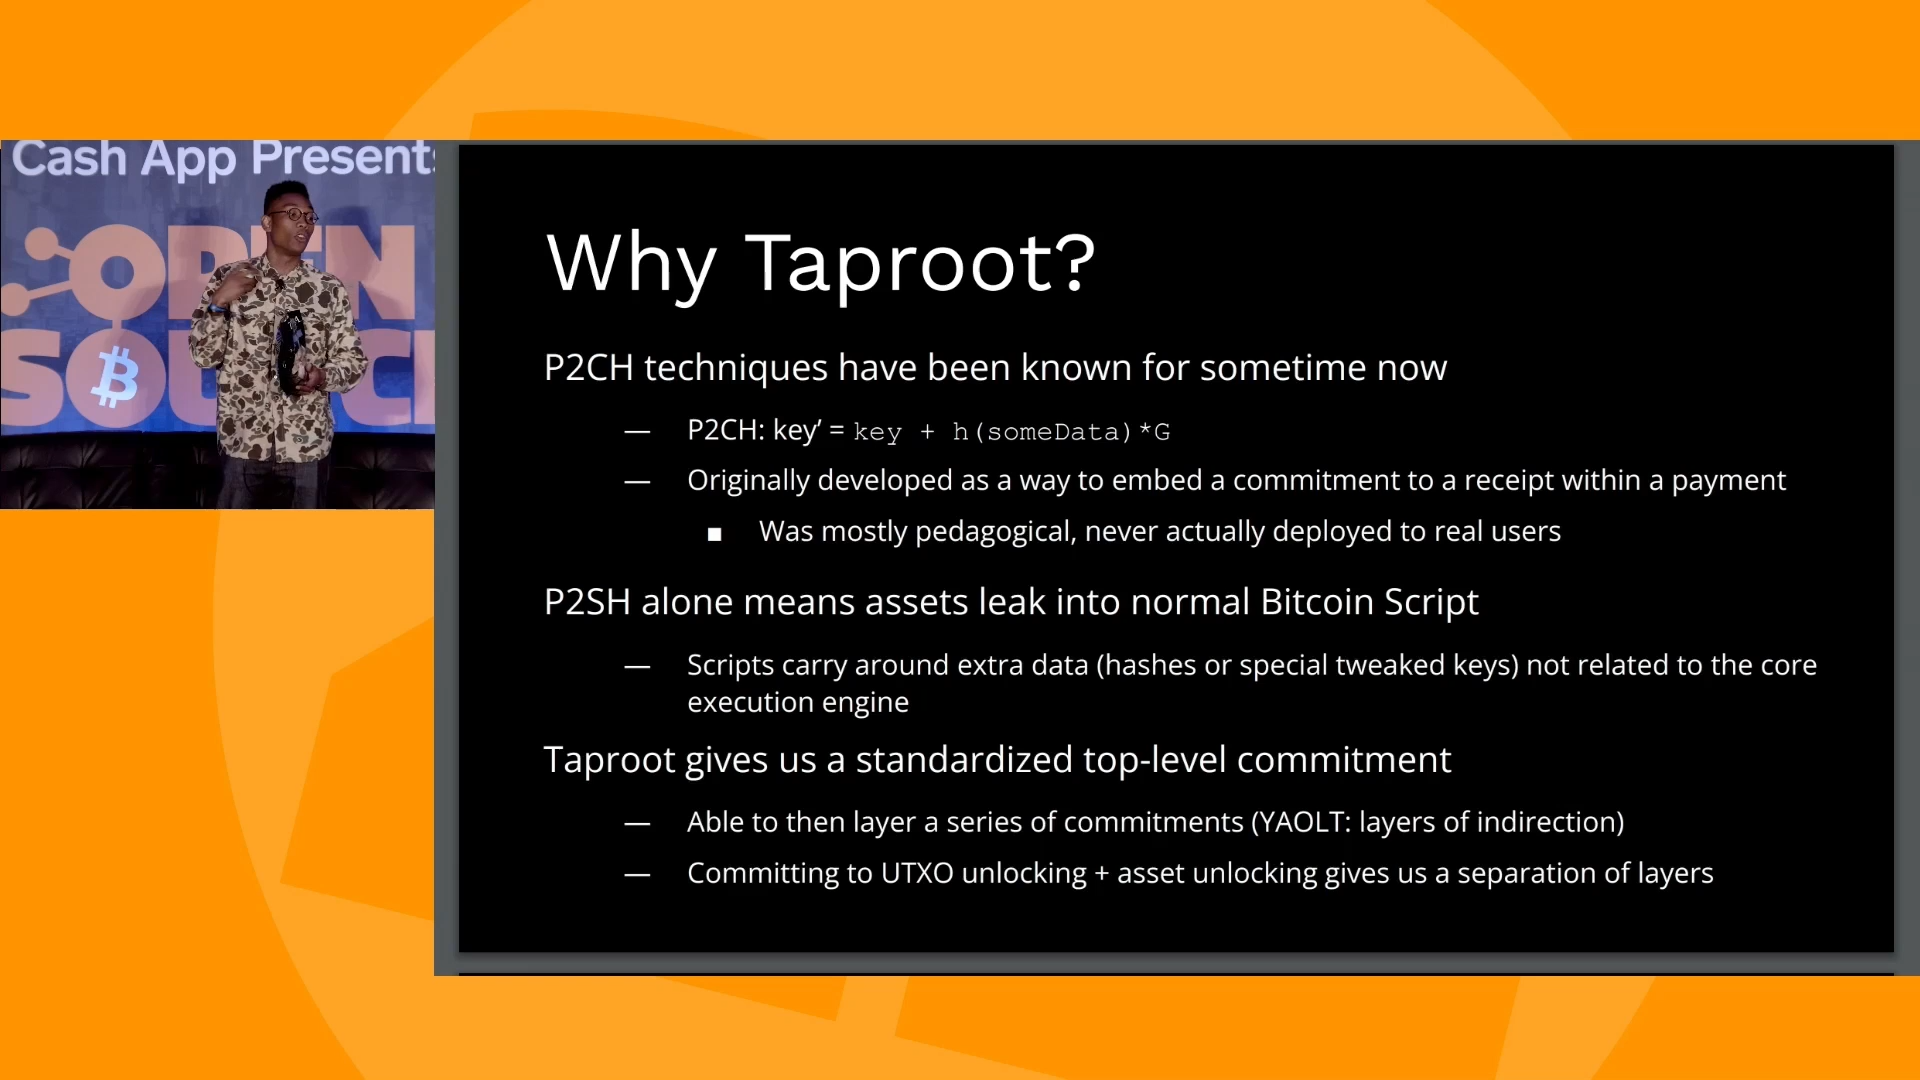 Cash App Presents
OPEN
SOURC
Why Taproot?
P2CH techniques have been known for sometime now
— P2CH: key’ = key + h(someData)*G
— Originally developed as a way to embed a commitment to a receipt within a payment
■ Was mostly pedagogical, never actually deployed to real users
P2SH alone means assets leak into normal Bitcoin Script
— Scripts carry around extra data (hashes or special tweaked keys) not related to the core
execution engine
Taproot gives us a standardized top-level commitment
— Able to then layer a series of commitments (YAOLT: layers of indirection)
— Committing to UTXO unlocking + asset unlocking gives us a separation of layers